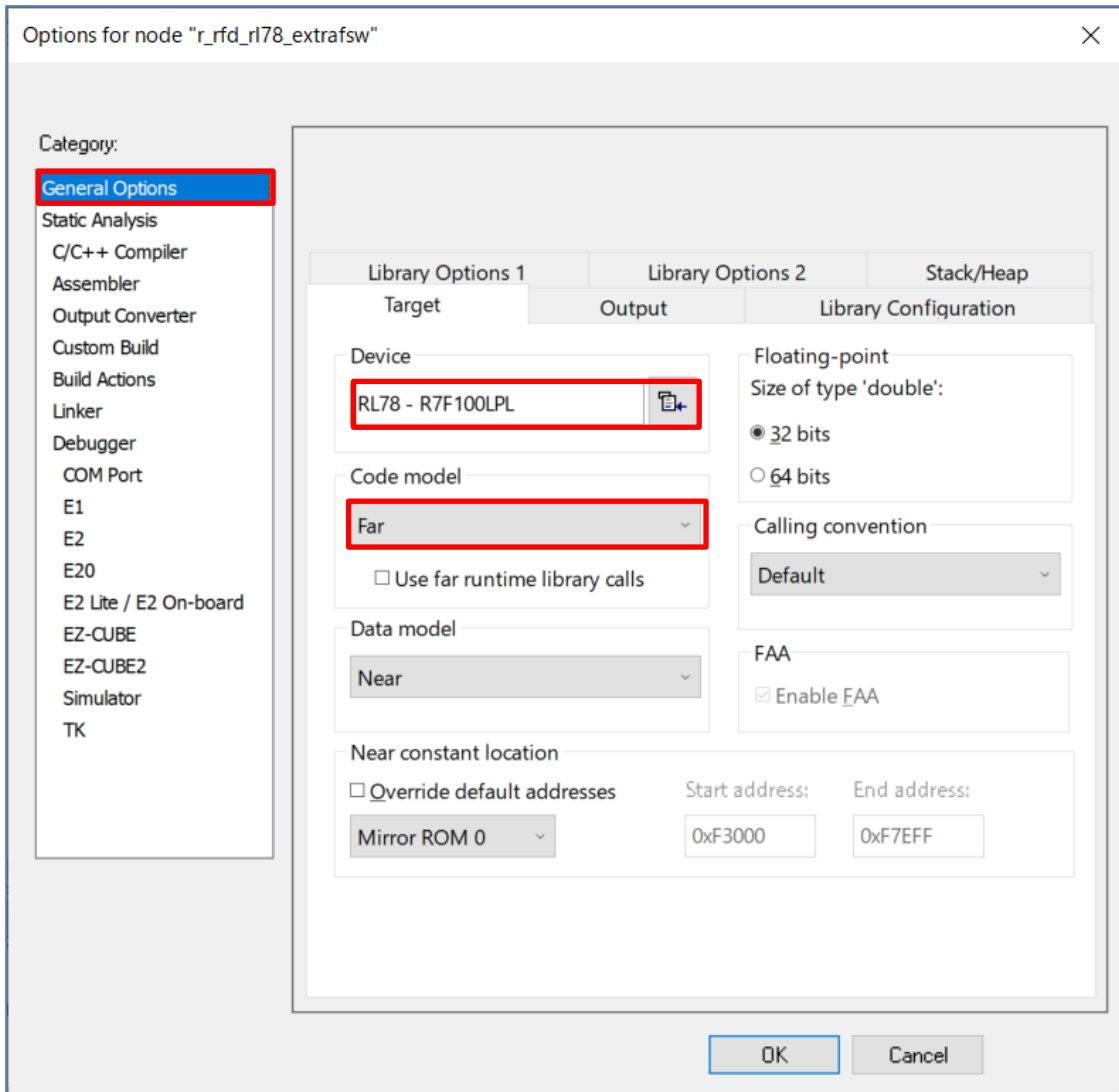 Options for node "r_rfd_rl78_extrafsw"
Category:
General Options
Static Analysis
C/C++ Compiler
Assembler
Output Converter
Custom Build
Build Actions
Linker
Debugger
COM Port
E1
E2
E20
E2 Lite / E2 On-board
EZ-CUBE
EZ-CUBE2
Simulator
TK
Library Options 1
Library Options 2
Stack/Heap
Target
Output
Library Configuration
Device
RL78 - R7F100LPL
Code model
Far
Use far runtime library calls
Data model
Near
Floating-point
Size of type 'double':
32 bits
64 bits
Calling convention
Default
FAA
Enable FAA
Near constant location
Override default addresses
Mirror ROM 0
Start address:
0xF3000
End address:
0xF7EFF
OK
Cancel